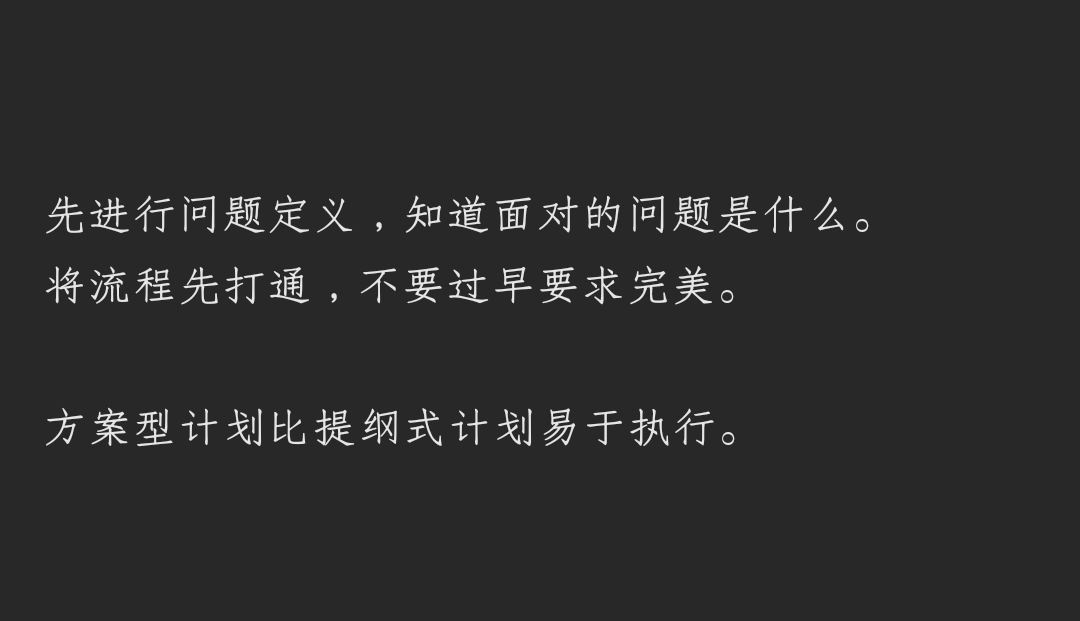 先进行问题定义，知道面对的问题是什么。
将流程先打通，不要过早要求完美。
方案型计划比提纲式计划易于执行。